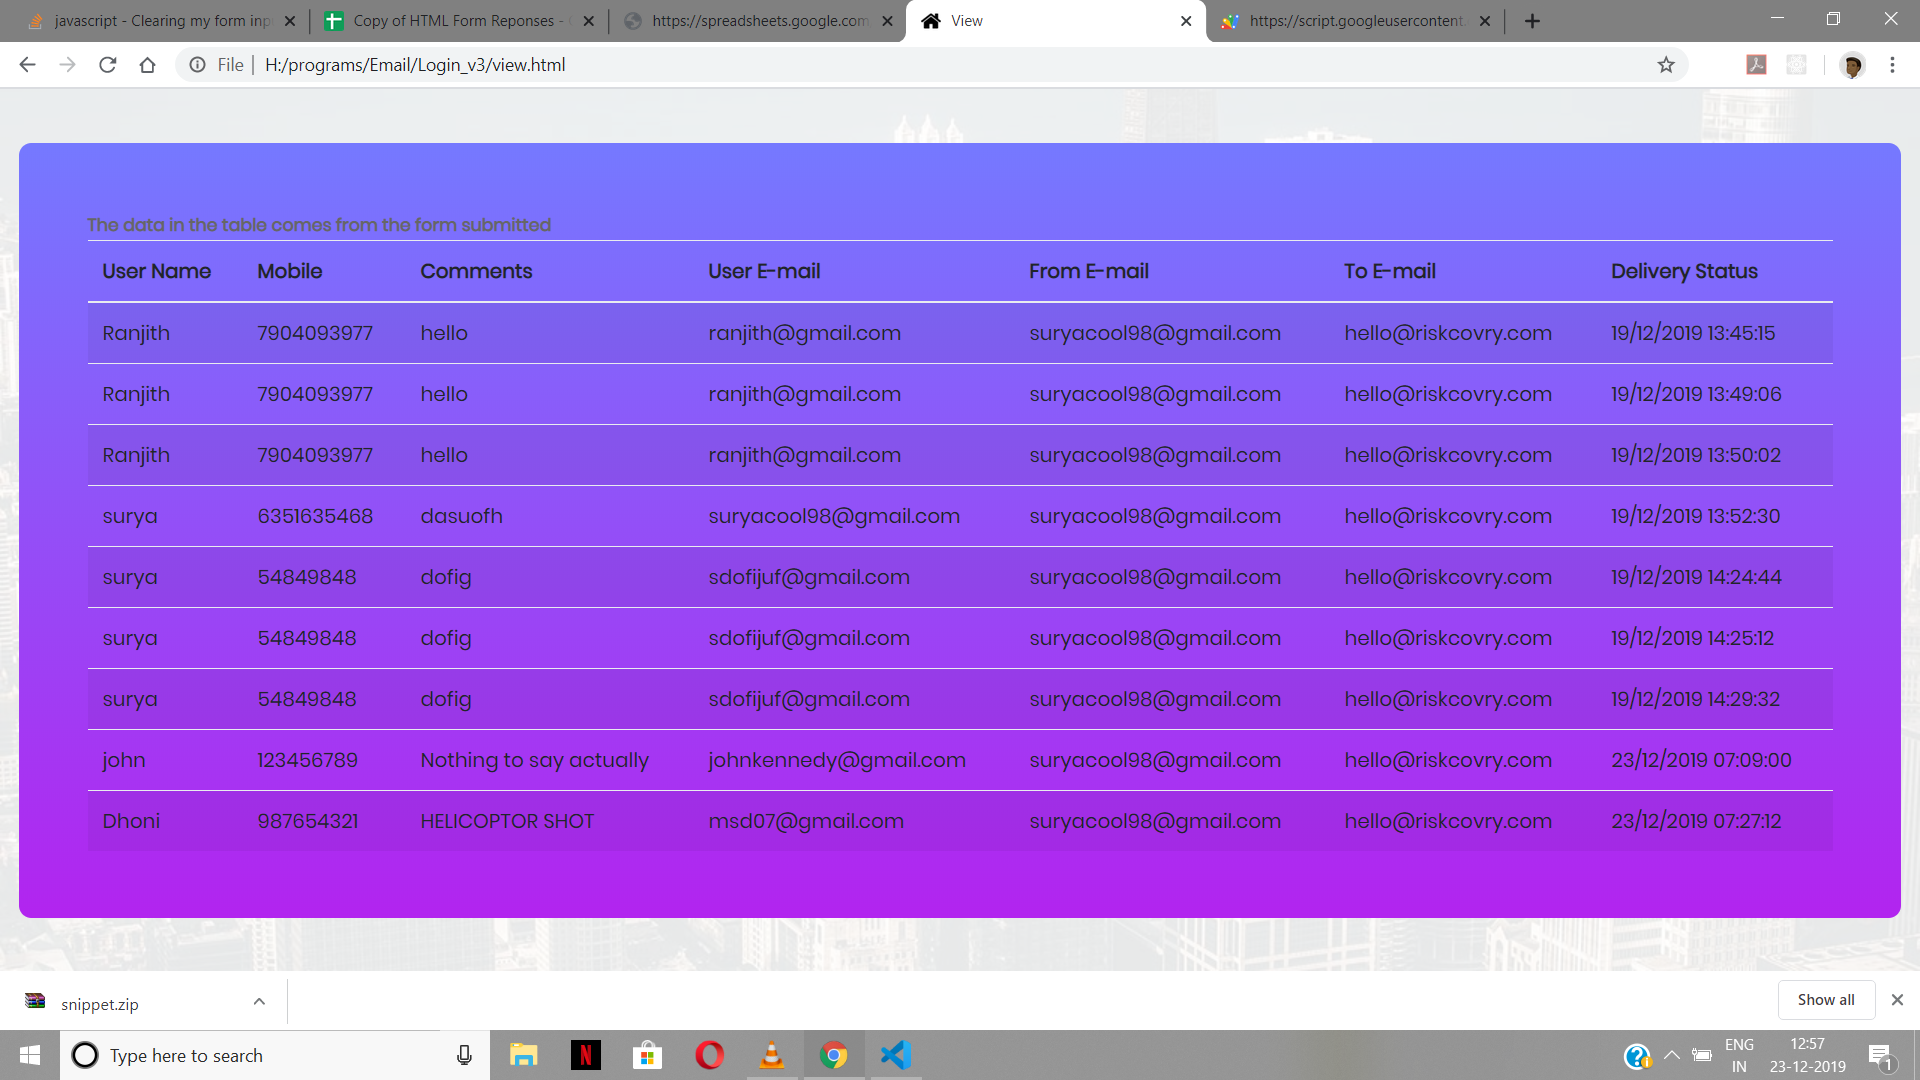 javascript - Clearing my form inp
Copy of HTML Form Reponses -
https://spreadsheets.google.com
View
https://script.googleusercontent.
File | H:/programs/Email/Login_v3/view.html
The data in the table comes from the form submitted
User Name Mobile Comments User E-mail From E-mail To E-mail Delivery Status
Ranjith 7904093977 hello ranjith@gmail.com suryacool98@gmail.com hello@riskcovry.com 19/12/2019 13:45:15
Ranjith 7904093977 hello ranjith@gmail.com suryacool98@gmail.com hello@riskcovry.com 19/12/2019 13:49:06
Ranjith 7904093977 hello ranjith@gmail.com suryacool98@gmail.com hello@riskcovry.com 19/12/2019 13:50:02
surya 6351635468 dasuofh suryacool98@gmail.com suryacool98@gmail.com hello@riskcovry.com 19/12/2019 13:52:30
surya 54849848 dofig sdofijuf@gmail.com suryacool98@gmail.com hello@riskcovry.com 19/12/2019 14:24:44
surya 54849848 dofig sdofijuf@gmail.com suryacool98@gmail.com hello@riskcovry.com 19/12/2019 14:25:12
surya 54849848 dofig sdofijuf@gmail.com suryacool98@gmail.com hello@riskcovry.com 19/12/2019 14:29:32
john 123456789 Nothing to say actually johnkennedy@gmail.com suryacool98@gmail.com hello@riskcovry.com 23/12/2019 07:09:00
Dhoni 987654321 HELICOPTOR SHOT msd07@gmail.com suryacool98@gmail.com hello@riskcovry.com 23/12/2019 07:27:12
snippet.zip
Show all
Type here to search
N
ENG
IN
12:57
23-12-2019
1